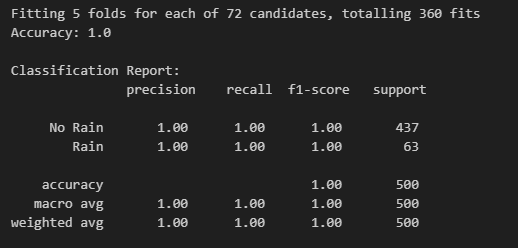 Fitting 5 folds for each of 72 candidates, totalling 360 fits
Accuracy: 1.0
Classification Report:
precision recall f1-score support
No Rain 1.00 1.00 1.00 437
Rain 1.00 1.00 1.00 63
accuracy 1.00 500
macro avg 1.00 1.00 1.00 500
weighted avg 1.00 1.00 1.00 500